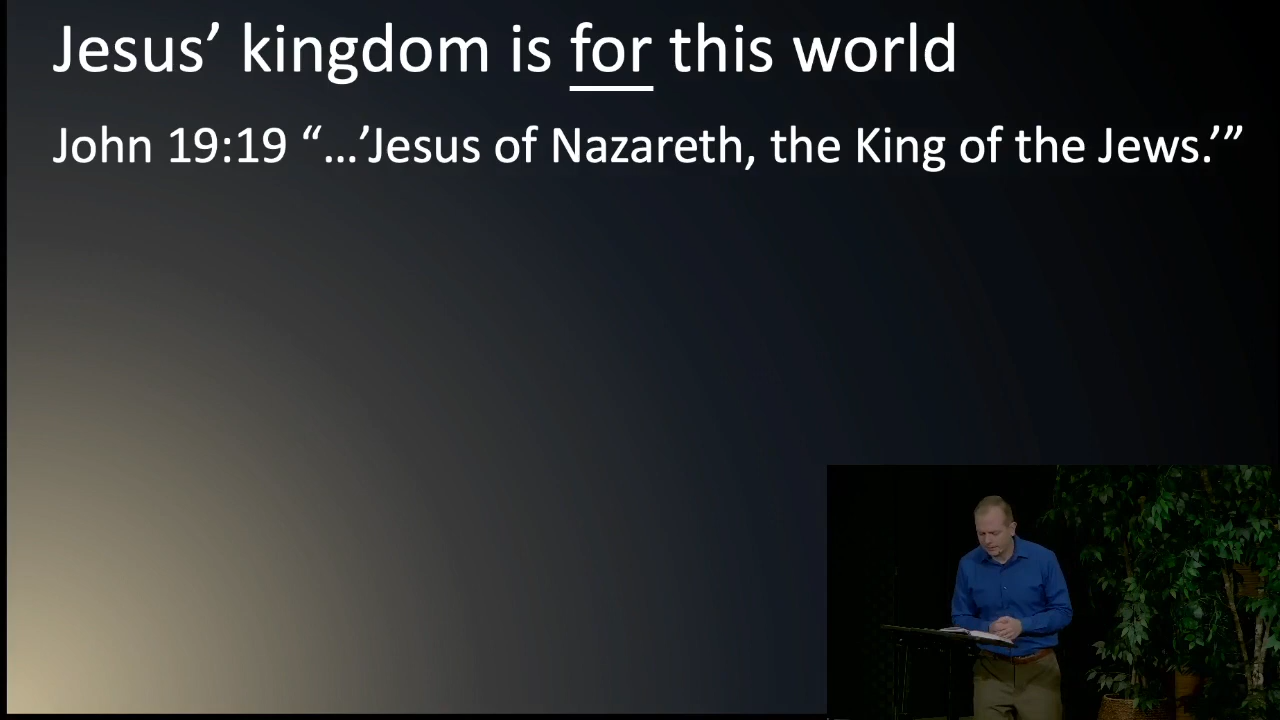 Jesus’ kingdom is for this world
John 19:19 “…’Jesus of Nazareth, the King of the Jews.’”